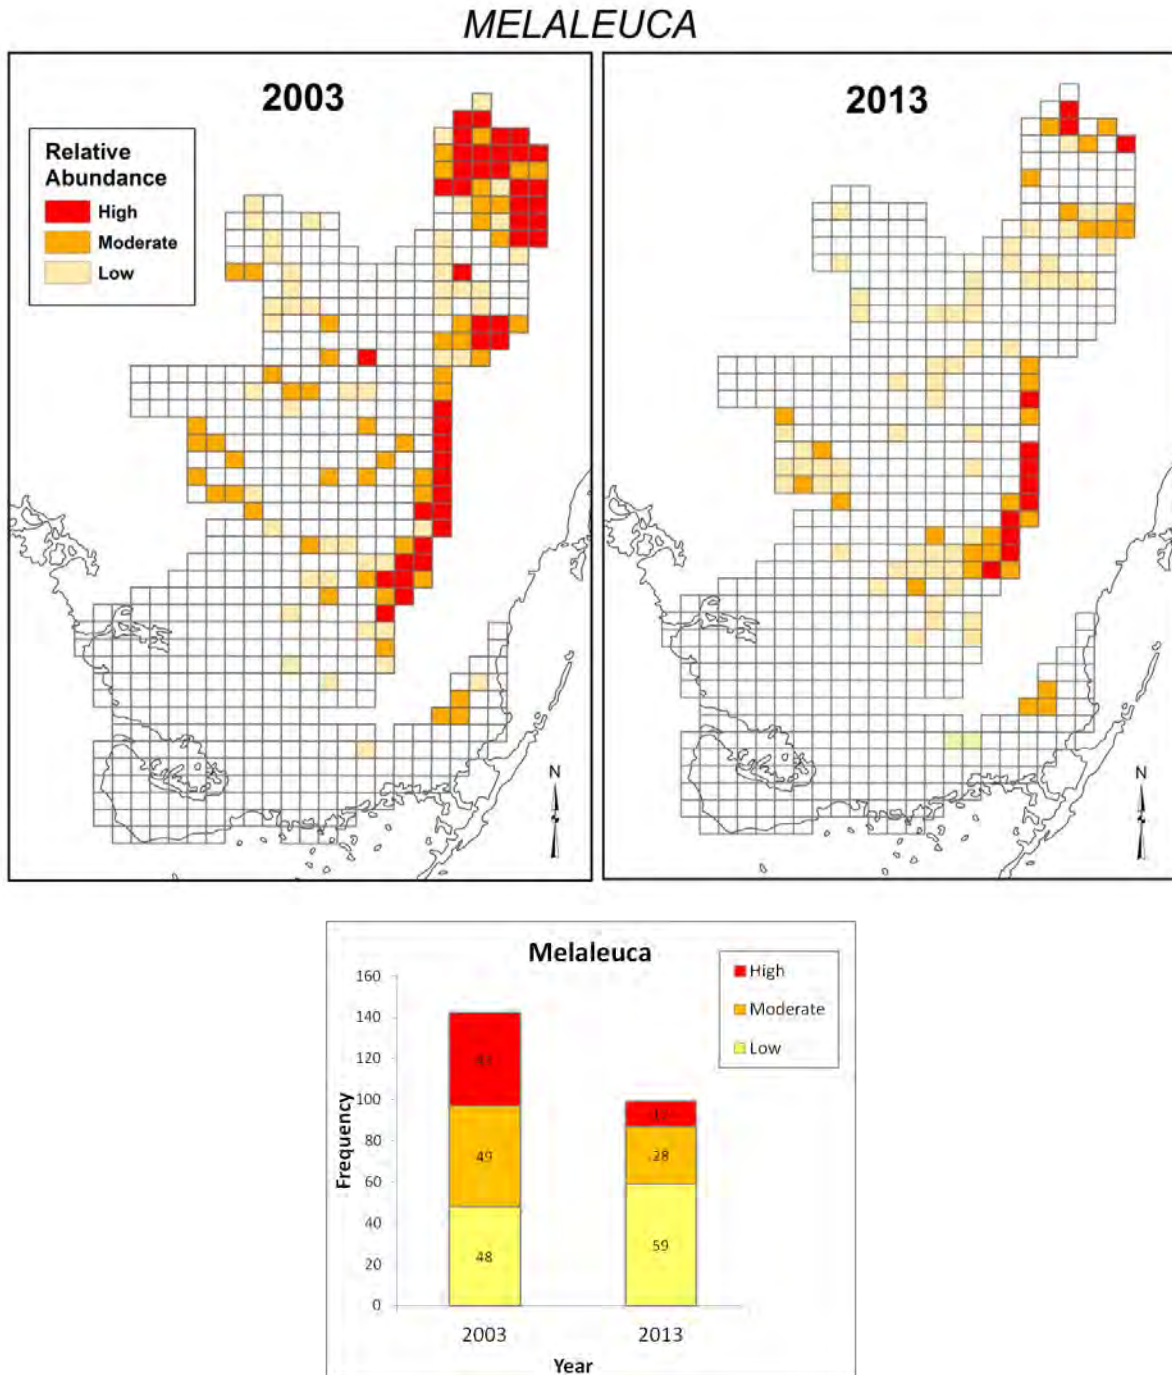 MELALEUCA
2003
Relative
Abundance
High
Moderate
Low
N
2013
N
Melaleuca
High
Moderate
Low
160
140
120
100
80
60
40
20
0
Frequency
49
48
28
59
2003
2013
Year